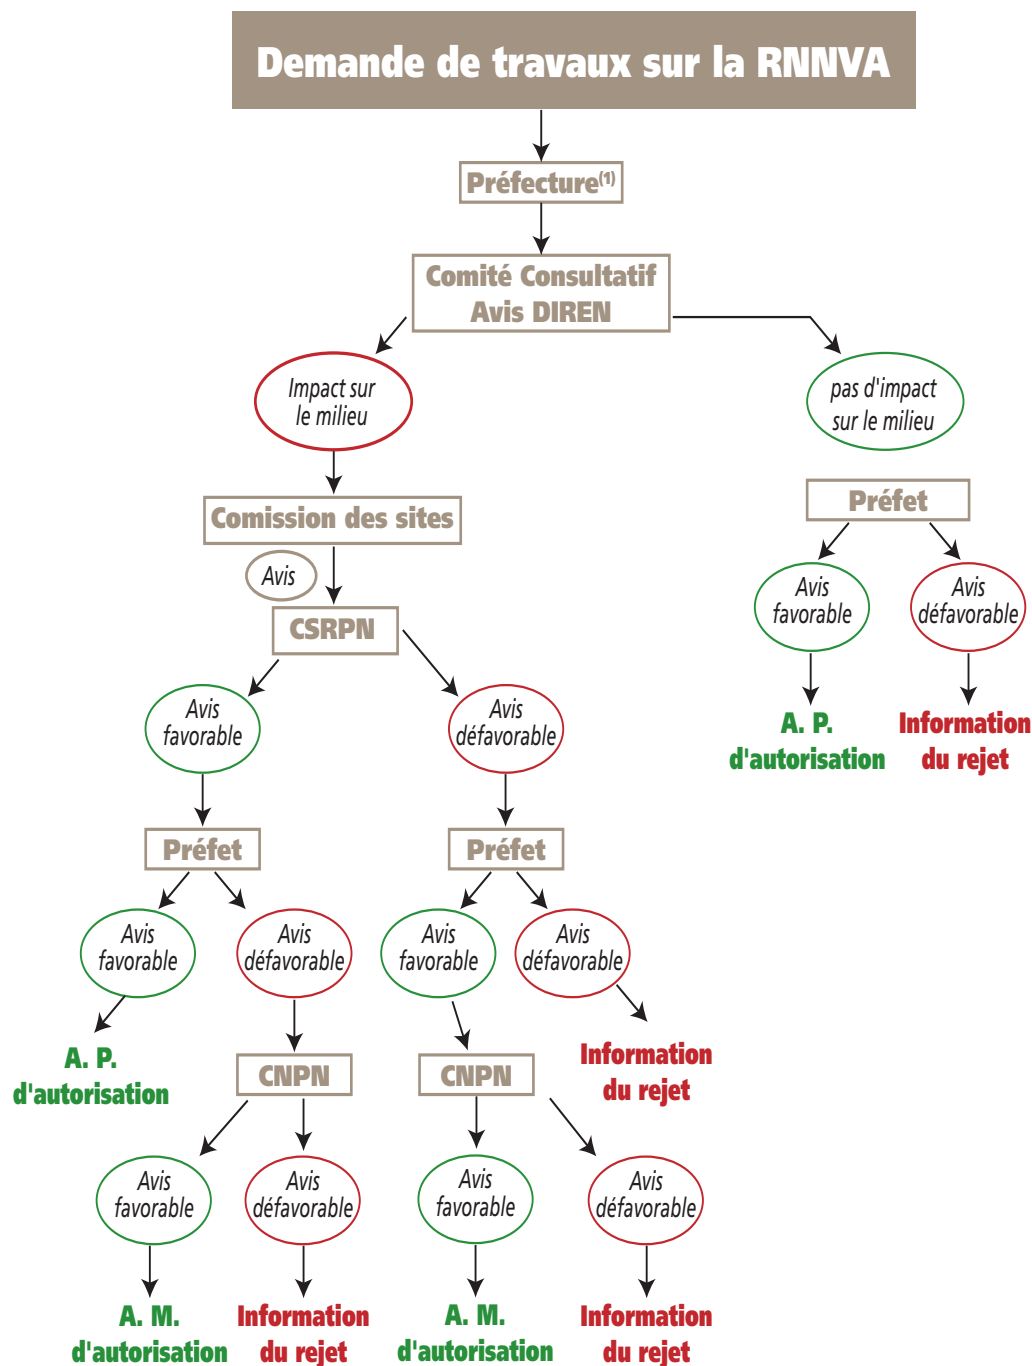 Demande de travaux sur la RNNVA
Préfecture(1)
Comité Consultatif
Avis DIREN
Impact sur
le milieu
pas d'impact
sur le milieu
Comission des sites
Avis
CSRPN
Préfet
Avis
favorable
Avis
défavorable
A. P.
d'autorisation
Information
du rejet
Avis
favorable
Avis
défavorable
Préfet
Préfet
Avis
favorable
Avis
défavorable
Avis
favorable
Avis
défavorable
A. P.
d'autorisation
CNPN
CNPN
Information
du rejet
Avis
favorable
Avis
défavorable
Avis
favorable
Avis
défavorable
A. M.
d'autorisation
Information
du rejet
A. M.
d'autorisation
Information
du rejet